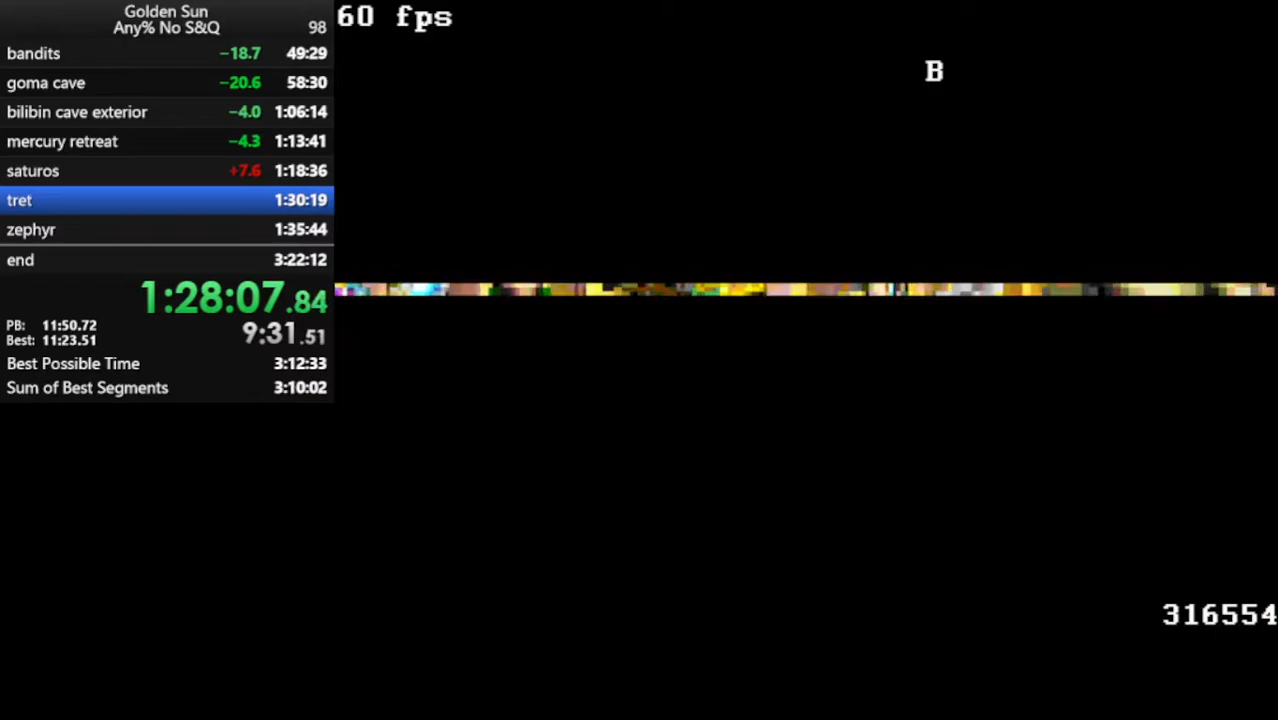 Golden Sun
Any% No S&Q 98
bandits −18.7 49:29
goma cave −20.6 58:30
bilibin cave exterior −4.0 1:06:14
mercury retreat −4.3 1:13:41
saturos +7.6 1:18:36
tret 1:30:19
zephyr 1:35:44
end 3:22:12
1:28:07.84
PB: 11:50.72
Best: 11:23.51
9:31.51
Best Possible Time 3:12:33
Sum of Best Segments 3:10:02
60 fps
B
316554